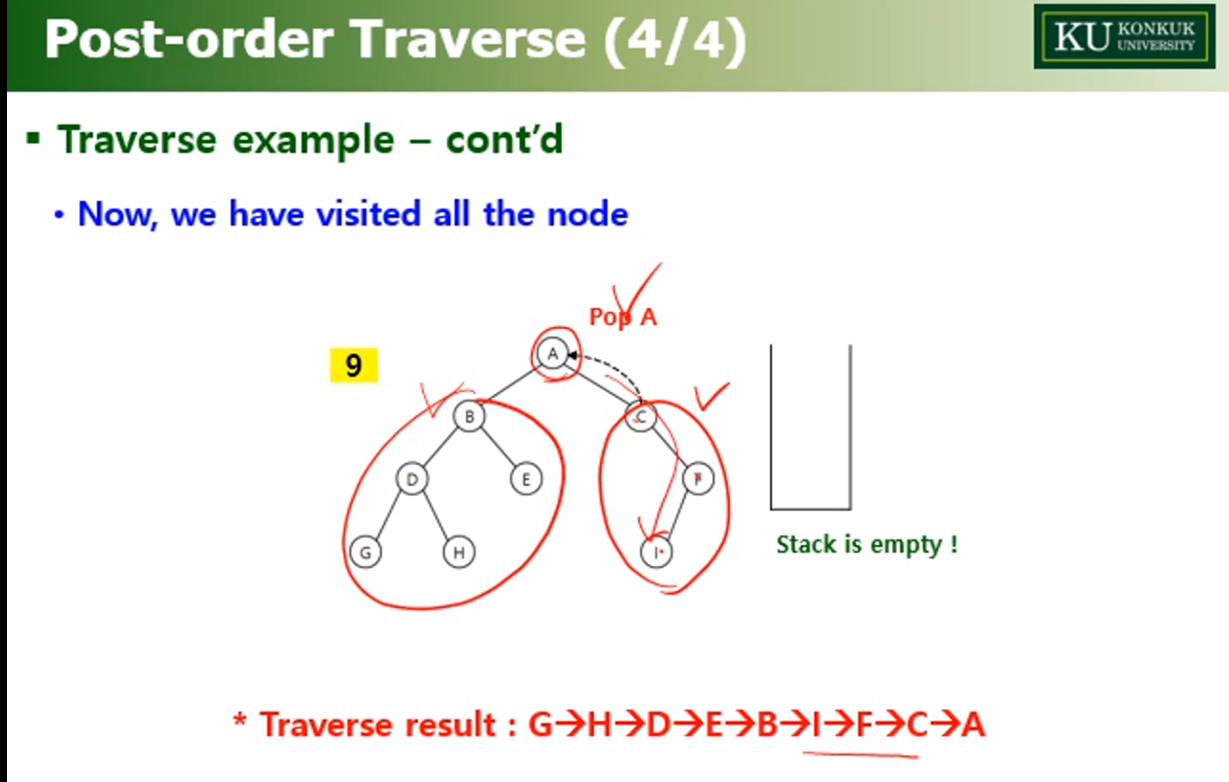 Post-order Traverse (4/4)
KU KONKUK
UNIVERSITY
▪ Traverse example – cont’d
• Now, we have visited all the node
Pop A
9
A
B
C
D
E
F
G
H
I
Stack is empty !
* Traverse result : G→H→D→E→B→I→F→C→A